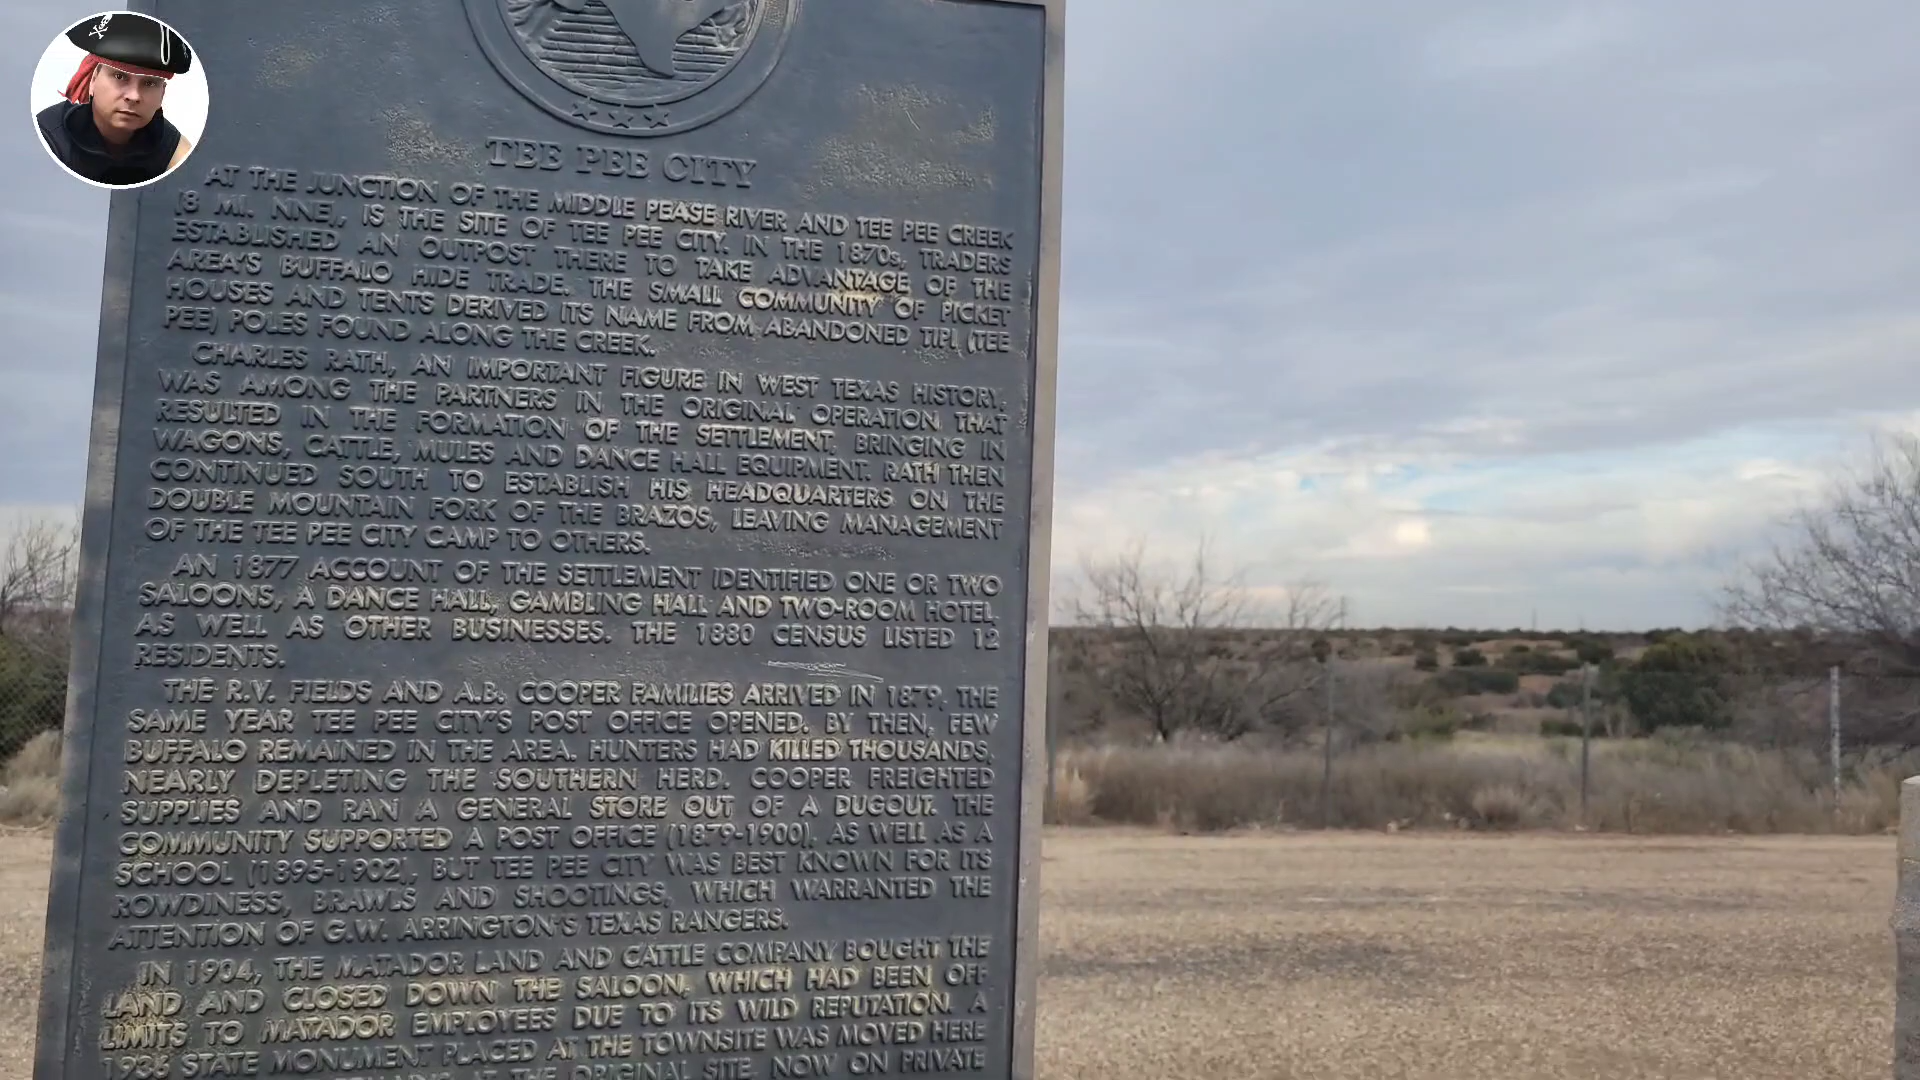 TEE PEE CITY
AT THE JUNCTION OF THE MIDDLE PEASE RIVER AND TEE PEE CREEK
18 MI. NNE, IS THE SITE OF TEE PEE CITY. IN THE 1870s, TRADERS
ESTABLISHED AN OUTPOST THERE TO TAKE ADVANTAGE OF THE
AREA'S BUFFALO HIDE TRADE. THE SMALL COMMUNITY OF PICKET
HOUSES AND TENTS DERIVED ITS NAME FROM ABANDONED TIPI (TEE
PEE) POLES FOUND ALONG THE CREEK.
CHARLES RATH, AN IMPORTANT FIGURE IN WEST TEXAS HISTORY,
WAS AMONG THE PARTNERS IN THE ORIGINAL OPERATION THAT
RESULTED IN THE FORMATION OF THE SETTLEMENT, BRINGING IN
WAGONS, CATTLE, MULES AND DANCE HALL EQUIPMENT. RATH THEN
CONTINUED SOUTH TO ESTABLISH HIS HEADQUARTERS ON THE
DOUBLE MOUNTAIN FORK OF THE BRAZOS, LEAVING MANAGEMENT
OF THE TEE PEE CITY CAMP TO OTHERS.
AN 1877 ACCOUNT OF THE SETTLEMENT IDENTIFIED ONE OR TWO
SALOONS, A DANCE HALL, GAMBLING HALL AND TWO-ROOM HOTEL,
AS WELL AS OTHER BUSINESSES. THE 1880 CENSUS LISTED 12
RESIDENTS.
THE R.V. FIELDS AND A.B. COOPER FAMILIES ARRIVED IN 1879. THE
SAME YEAR TEE PEE CITY'S POST OFFICE OPENED. BY THEN, FEW
BUFFALO REMAINED IN THE AREA. HUNTERS HAD KILLED THOUSANDS,
NEARLY DEPLETING THE SOUTHERN HERD. COOPER FREIGHTED
SUPPLIES AND RAN A GENERAL STORE OUT OF A DUGOUT. THE
COMMUNITY SUPPORTED A POST OFFICE (1879-1900), AS WELL AS A
SCHOOL (1895-1902), BUT TEE PEE CITY WAS BEST KNOWN FOR ITS
ROWDINESS, BRAWLS AND SHOOTINGS, WHICH WARRANTED THE
ATTENTION OF G.W. ARRINGTON'S TEXAS RANGERS.
IN 1904, THE MATADOR LAND AND CATTLE COMPANY BOUGHT THE
LAND AND CLOSED DOWN THE SALOON, WHICH HAD BEEN OFF
LIMITS TO MATADOR EMPLOYEES DUE TO ITS WILD REPUTATION. A
1936 STATE MONUMENT PLACED AT THE TOWNSITE WAS MOVED HERE
AT THE ORIGINAL SITE, NOW ON PRIVATE